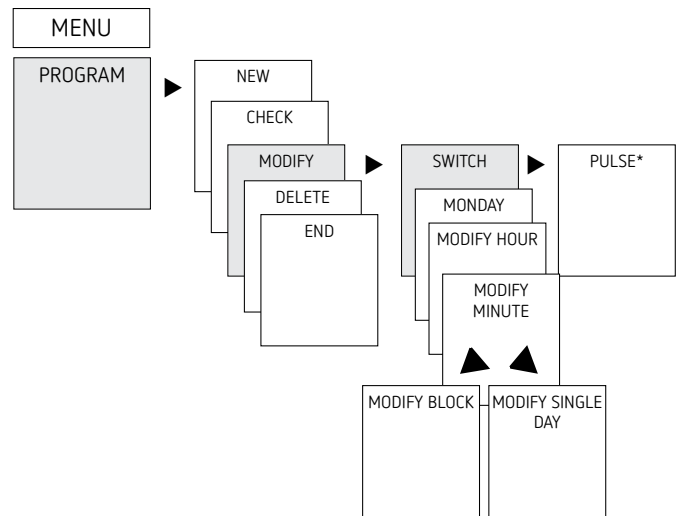 MENU
PROGRAM
NEW
CHECK
MODIFY
DELETE
END
SWITCH
MONDAY
MODIFY HOUR
MODIFY
MINUTE
PULSE*
MODIFY BLOCK
MODIFY SINGLE
DAY